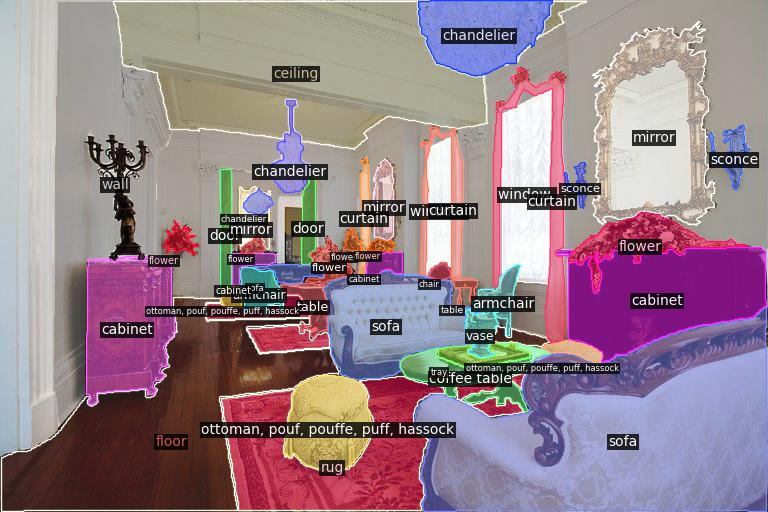 chandelier
ceiling
mirror
sconce
chandelier
wall
sconce
window
curtain
mirror
curtain
curtain
chandelier
door
mirror
door
flower
flower
flower
flower
flower
flower
cabinet
chair
cabinet
armchair
cabinet
armchair
table
table
ottoman, pouf, pouffe, puff, hassock
cabinet
sofa
vase
tray
ottoman, pouf, pouffe, puff, hassock
coffee table
ottoman, pouf, pouffe, puff, hassock
floor
sofa
rug